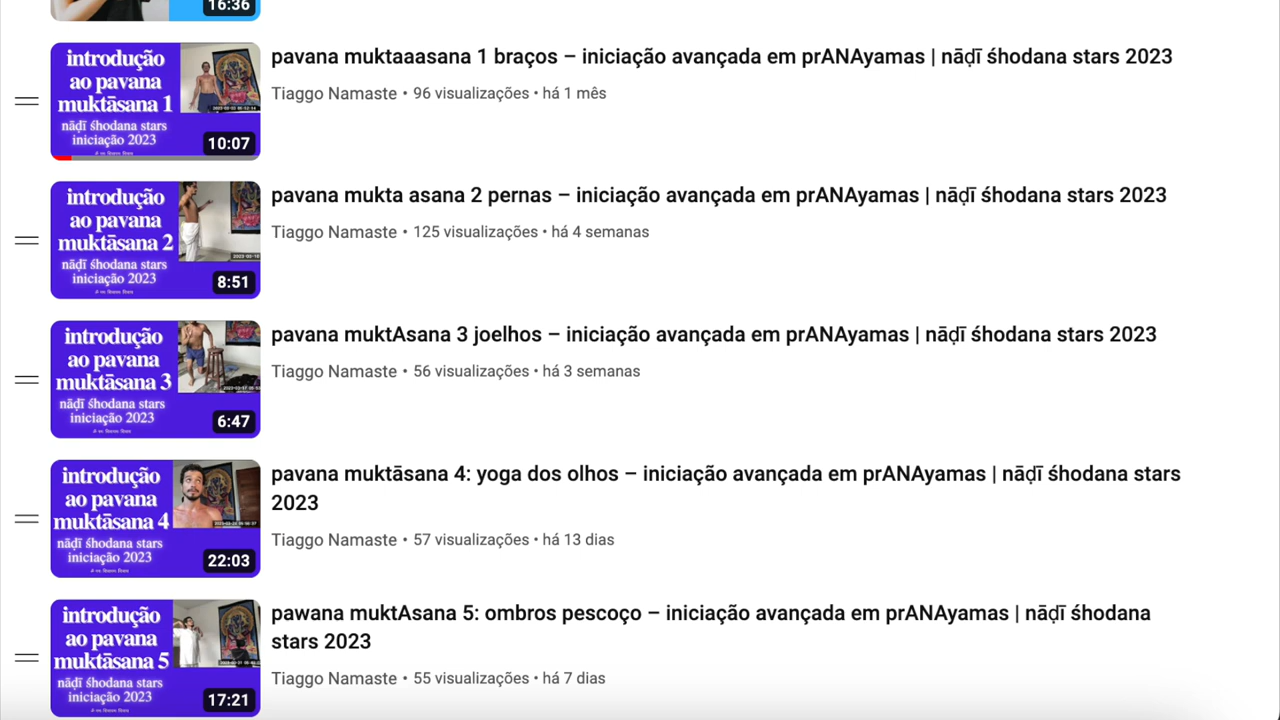 16:36
introdução
ao pavana
muktāsana 1
nāḍī śhodana stars
iniciação 2023
10:07
pavana muktaaasana 1 braços – iniciação avançada em prANAyamas | nāḍī śhodana stars 2023
Tiaggo Namaste • 96 visualizações • há 1 mês
introdução
ao pavana
muktāsana 2
nāḍī śhodana stars
iniciação 2023
8:51
pavana mukta asana 2 pernas – iniciação avançada em prANAyamas | nāḍī śhodana stars 2023
Tiaggo Namaste • 125 visualizações • há 4 semanas
introdução
ao pavana
muktāsana 3
nāḍī śhodana stars
iniciação 2023
6:47
pavana muktAsana 3 joelhos – iniciação avançada em prANAyamas | nāḍī śhodana stars 2023
Tiaggo Namaste • 56 visualizações • há 3 semanas
introdução
ao pavana
muktāsana 4
nāḍī śhodana stars
iniciação 2023
22:03
pavana muktāsana 4: yoga dos olhos – iniciação avançada em prANAyamas | nāḍī śhodana stars
2023
Tiaggo Namaste • 57 visualizações • há 13 dias
introdução
ao pavana
muktāsana 5
nāḍī śhodana stars
iniciação 2023
17:21
pawana muktAsana 5: ombros pescoço – iniciação avançada em prANAyamas | nāḍī śhodana
stars 2023
Tiaggo Namaste • 55 visualizações • há 7 dias